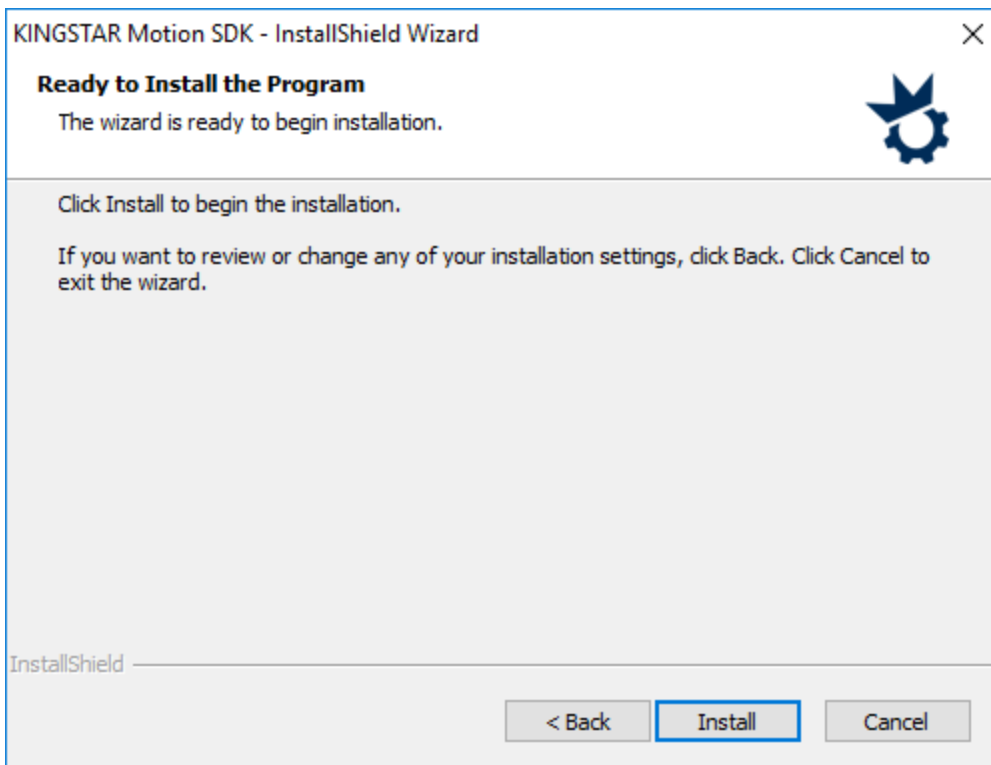 KINGSTAR Motion SDK - InstallShield Wizard
Ready to Install the Program
The wizard is ready to begin installation.
Click Install to begin the installation.
If you want to review or change any of your installation settings, click Back. Click Cancel to
exit the wizard.
InstallShield
< Back
Install
Cancel